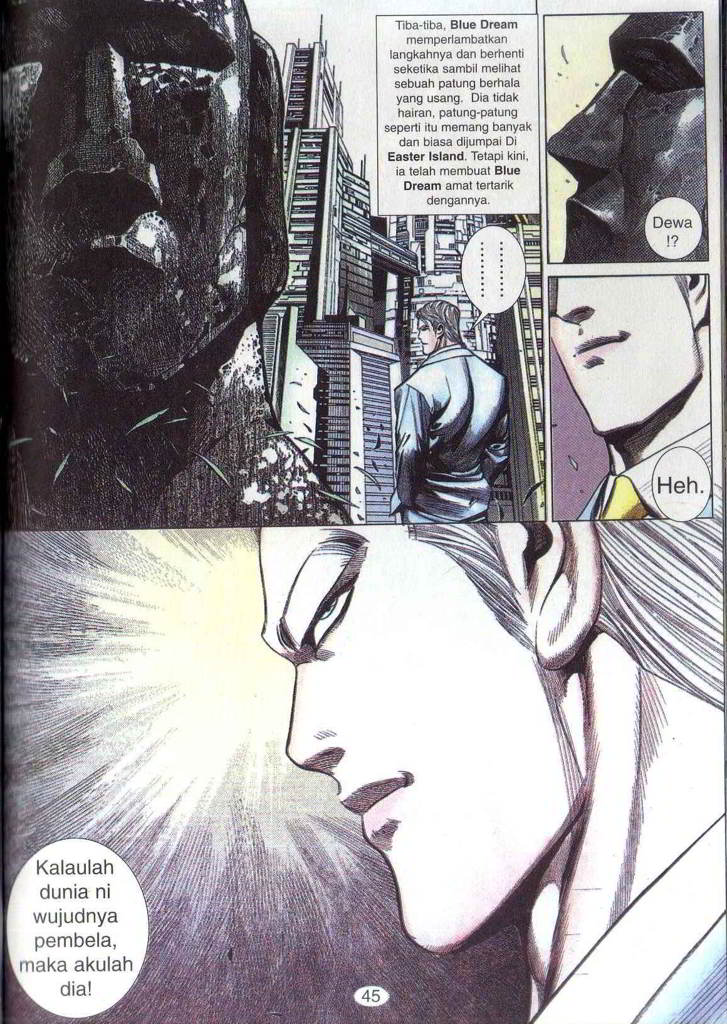 Tiba-tiba, Blue Dream
memperlambatkan
langkahnya dan berhenti
seketika sambil melihat
sebuah patung berhala
yang usang. Dia tidak
hairan, patung-patung
seperti itu memang banyak
dan biasa dijumpai Di
Easter Island. Tetapi kini,
ia telah membuat Blue
Dream amat tertarik
dengannya.
Dewa
!?
Heh.
Kalaulah
dunia ni
wujudnya
pembela,
maka akulah
dia!
45